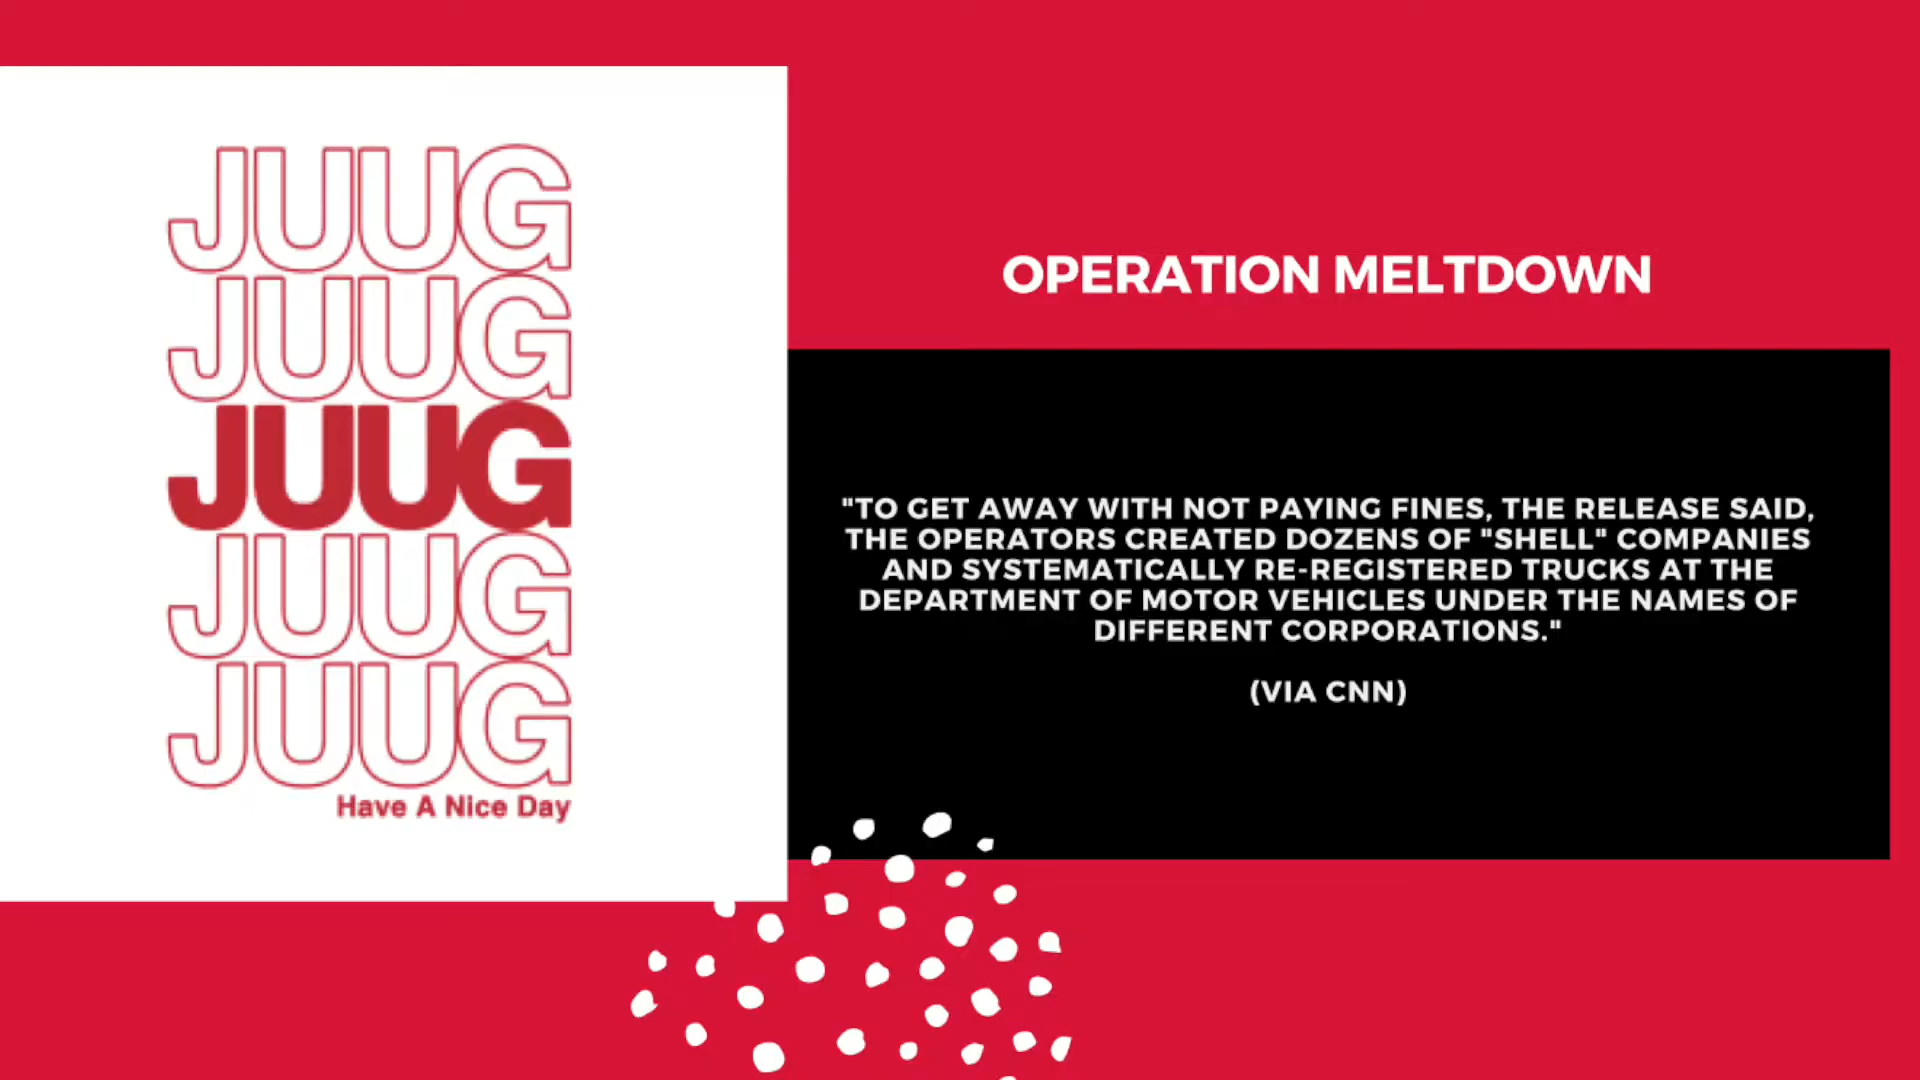 JUUG
JUUG
JUUG
JUUG
JUUG
Have A Nice Day
OPERATION MELTDOWN
"TO GET AWAY WITH NOT PAYING FINES, THE RELEASE SAID,
THE OPERATORS CREATED DOZENS OF "SHELL" COMPANIES
AND SYSTEMATICALLY RE-REGISTERED TRUCKS AT THE
DEPARTMENT OF MOTOR VEHICLES UNDER THE NAMES OF
DIFFERENT CORPORATIONS."
(VIA CNN)